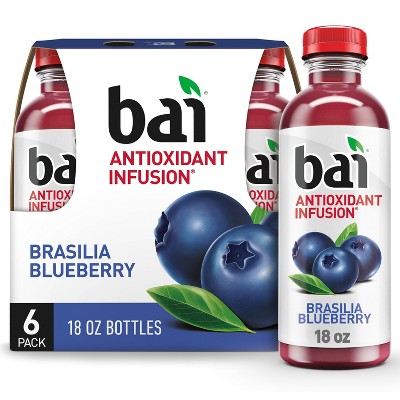 bai
ANTIOXIDANT
INFUSION®
BRASILIA
BLUEBERRY
6
PACK
18 OZ BOTTLES
bai
ANTIOXIDANT
INFUSION®
BRASILIA
BLUEBERRY
18 oz